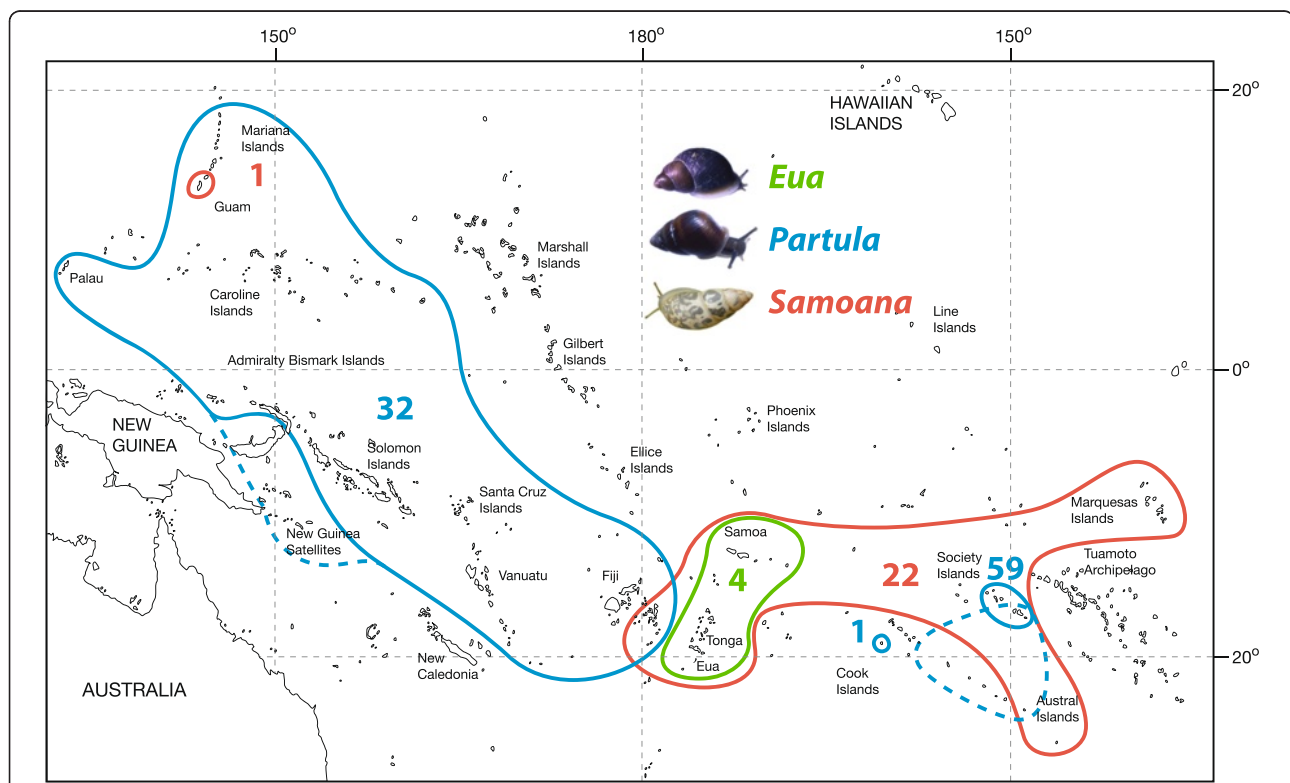 150°
180°
150°
20°
HAWAIIAN
ISLANDS
Mariana
Islands
1
Guam
Eua
Partula
Samoana
Marshall
Islands
Palau
Caroline
Islands
Line
Islands
Gilbert
Islands
Admiralty Bismark Islands
0°
32
Phoenix
Islands
NEW
GUINEA
Solomon
Islands
Ellice
Islands
Santa Cruz
Islands
Marquesas
Islands
New Guinea
Satellites
Samoa
Vanuatu
Fiji
4
22
Society
Islands
59
Tuamoto
Archipelago
1
Tonga
Eua
20°
New
Caledonia
Cook
Islands
AUSTRALIA
Austral
Islands